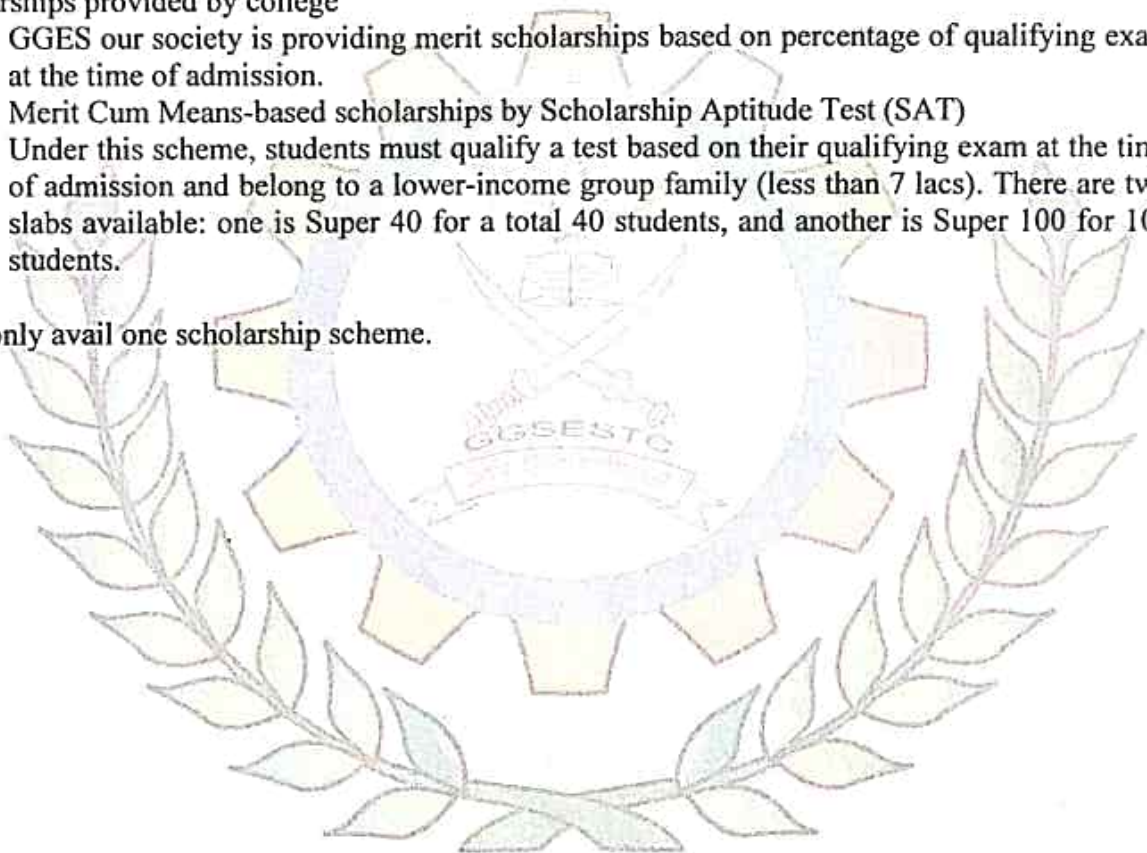 rships provided by college
GGES our society is providing merit scholarships based on percentage of qualifying exa
at the time of admission.
Merit Cum Means-based scholarships by Scholarship Aptitude Test (SAT)
Under this scheme, students must qualify a test based on their qualifying exam at the tin
of admission and belong to a lower-income group family (less than 7 lacs). There are tw
slabs available: one is Super 40 for a total 40 students, and another is Super 100 for 10
students.
only avail one scholarship scheme.
GGSESTC